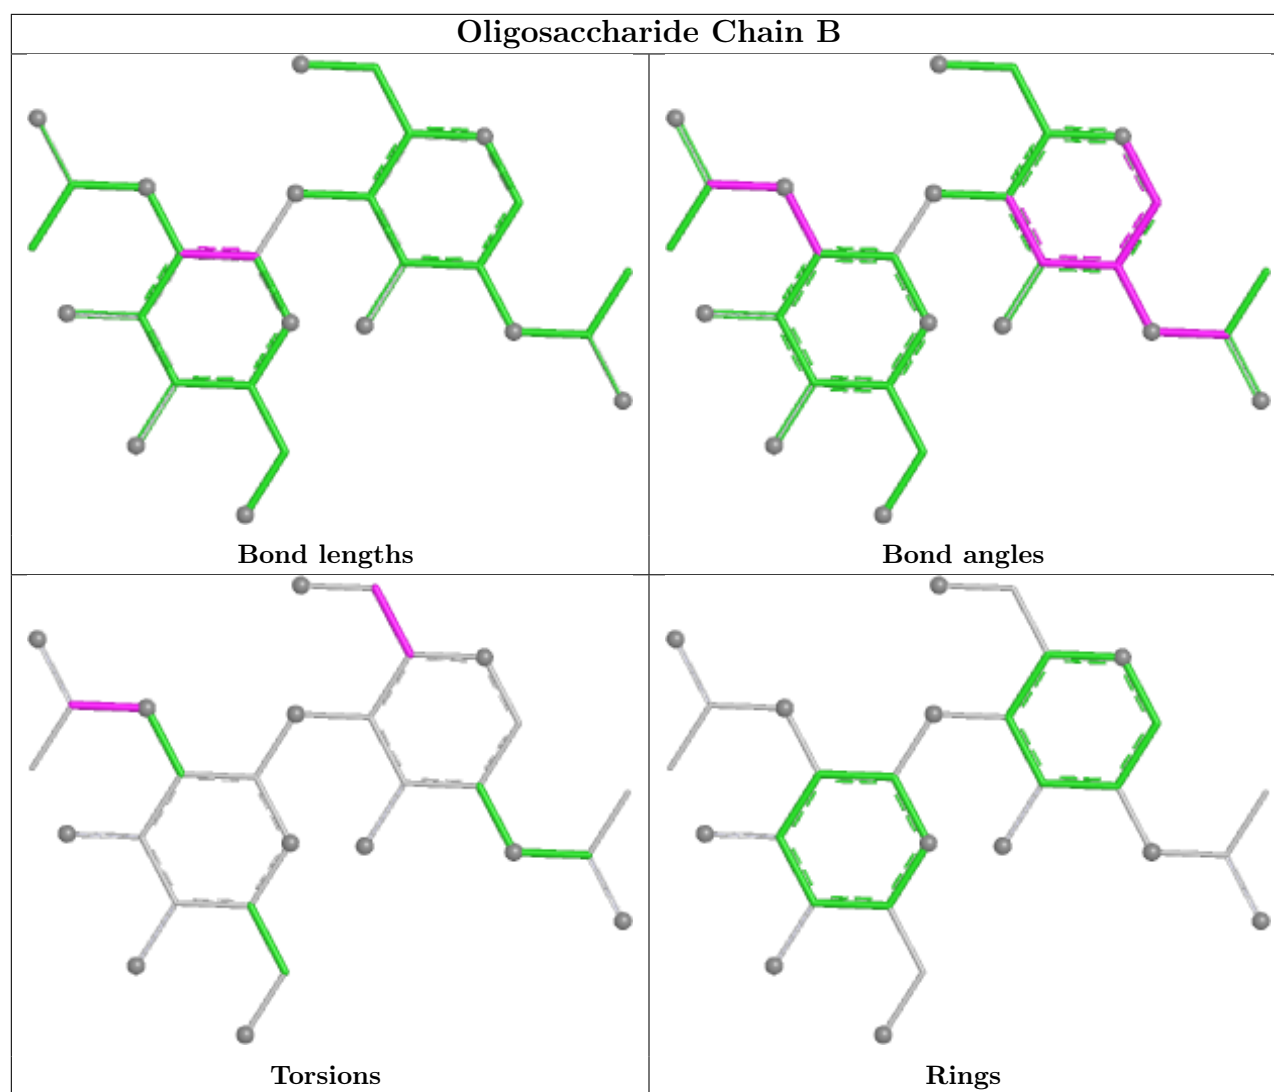 Oligosaccharide Chain B
Bond lengths
Bond angles
Torsions
Rings